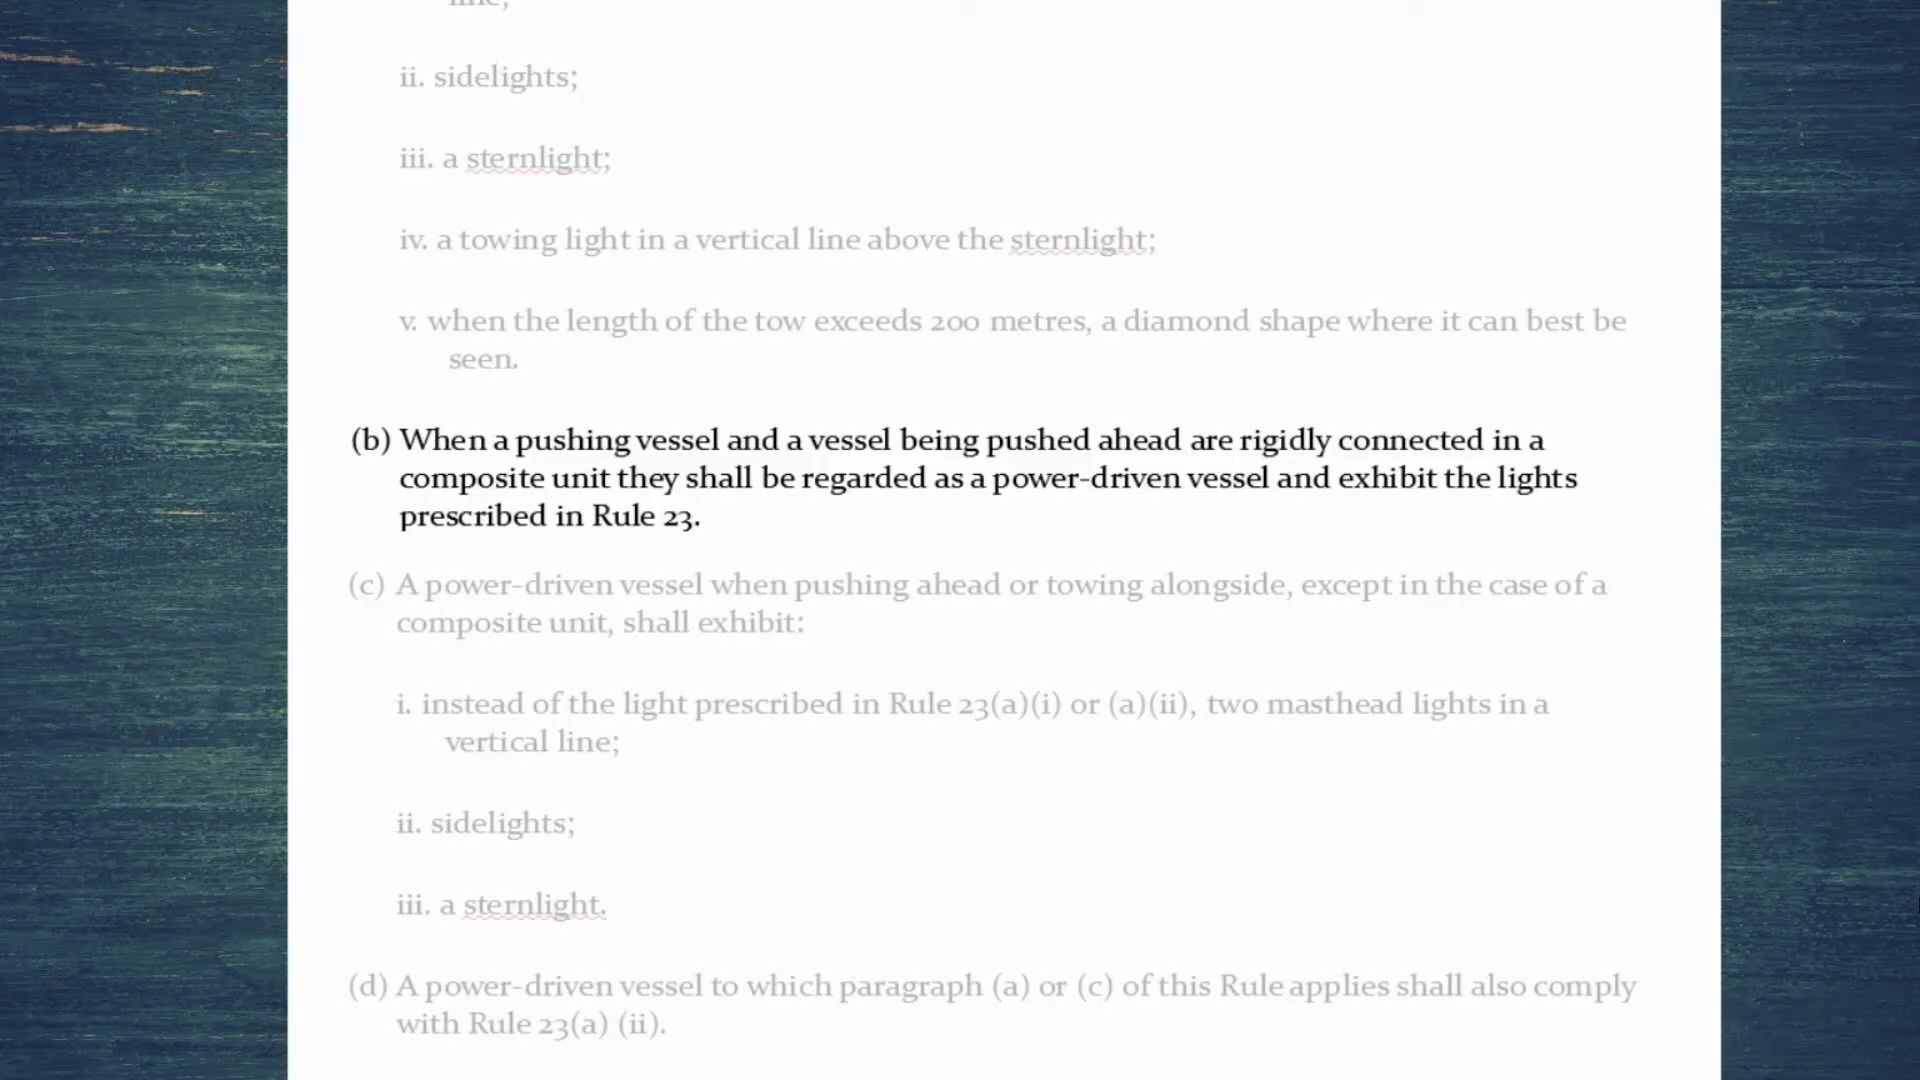 line;
ii. sidelights;
iii. a sternlight;
iv. a towing light in a vertical line above the sternlight;
v. when the length of the tow exceeds 200 metres, a diamond shape where it can best be
seen.
(b) When a pushing vessel and a vessel being pushed ahead are rigidly connected in a
composite unit they shall be regarded as a power-driven vessel and exhibit the lights
prescribed in Rule 23.
(c) A power-driven vessel when pushing ahead or towing alongside, except in the case of a
composite unit, shall exhibit:
i. instead of the light prescribed in Rule 23(a)(i) or (a)(ii), two masthead lights in a
vertical line;
ii. sidelights;
iii. a sternlight.
(d) A power-driven vessel to which paragraph (a) or (c) of this Rule applies shall also comply
with Rule 23(a) (ii).